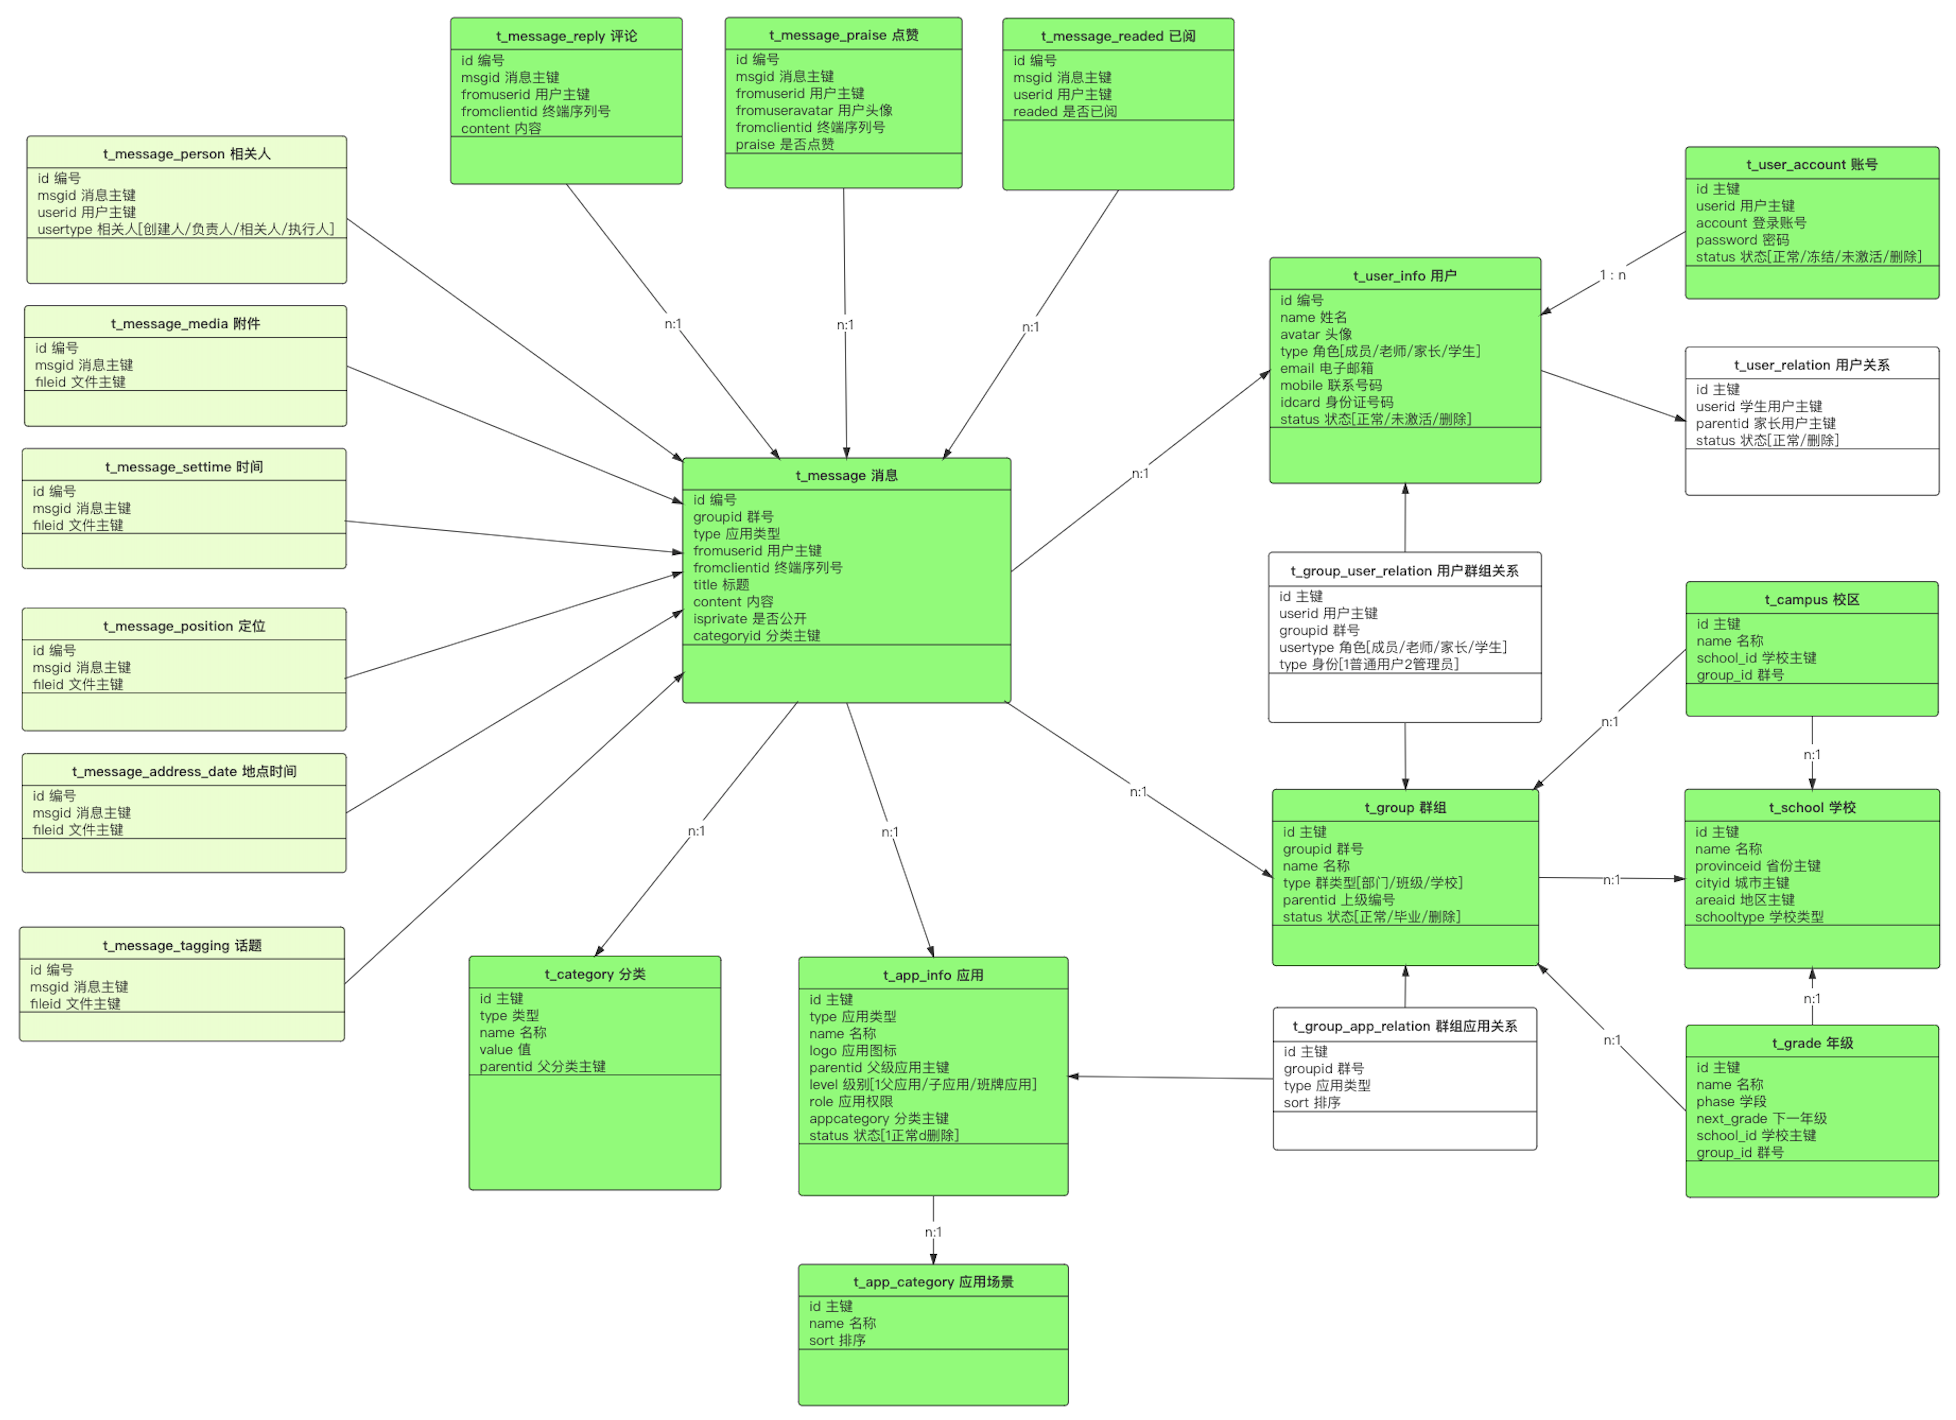 t_message_reply 评论
id 编号
msgid 消息主键
fromuserid 用户主键
fromclientid 终端序列号
content 内容
t_message_praise 点赞
id 编号
msgid 消息主键
fromuserid 用户主键
fromuseravatar 用户头像
fromclientid 终端序列号
praise 是否点赞
t_message_readed 已阅
id 编号
msgid 消息主键
userid 用户主键
readed 是否已阅
t_message_person 相关人
id 编号
msgid 消息主键
userid 用户主键
usertype 相关人[创建人/负责人/相关人/执行人]
t_message_media 附件
id 编号
msgid 消息主键
fileid 文件主键
t_message_settime 时间
id 编号
msgid 消息主键
fileid 文件主键
t_message_position 定位
id 编号
msgid 消息主键
fileid 文件主键
t_message_address_date 地点时间
id 编号
msgid 消息主键
fileid 文件主键
t_message_tagging 话题
id 编号
msgid 消息主键
fileid 文件主键
n:1
n:1
n:1
t_message 消息
id 编号
groupid 群号
type 应用类型
fromuserid 用户主键
fromclientid 终端序列号
title 标题
content 内容
isprivate 是否公开
categoryid 分类主键
n:1
n:1
n:1
n:1
t_category 分类
id 主键
type 类型
name 名称
value 值
parentid 父分类主键
t_app_info 应用
id 主键
type 应用类型
name 名称
logo 应用图标
parentid 父级应用主键
level 级别[1父应用/子应用/班牌应用]
role 应用权限
appcategory 分类主键
status 状态[1正常d删除]
n:1
t_app_category 应用场景
id 主键
name 名称
sort 排序
t_user_info 用户
id 编号
name 姓名
avatar 头像
type 角色[成员/老师/家长/学生]
email 电子邮箱
mobile 联系号码
idcard 身份证号码
status 状态[正常/未激活/删除]
1 : n
t_user_account 账号
id 主键
userid 用户主键
account 登录账号
password 密码
status 状态[正常/冻结/未激活/删除]
t_user_relation 用户关系
id 主键
userid 学生用户主键
parentid 家长用户主键
status 状态[正常/删除]
t_group_user_relation 用户群组关系
id 主键
userid 用户主键
groupid 群号
usertype 角色[成员/老师/家长/学生]
type 身份[1普通用户2管理员]
t_campus 校区
id 主键
name 名称
school_id 学校主键
group_id 群号
n:1
n:1
t_group 群组
id 主键
groupid 群号
name 名称
type 群类型[部门/班级/学校]
parentid 上级编号
status 状态[正常/毕业/删除]
n:1
t_school 学校
id 主键
name 名称
provinceid 省份主键
cityid 城市主键
areaid 地区主键
schooltype 学校类型
n:1
n:1
t_group_app_relation 群组应用关系
id 主键
groupid 群号
type 应用类型
sort 排序
t_grade 年级
id 主键
name 名称
phase 学段
next_grade 下一年级
school_id 学校主键
group_id 群号